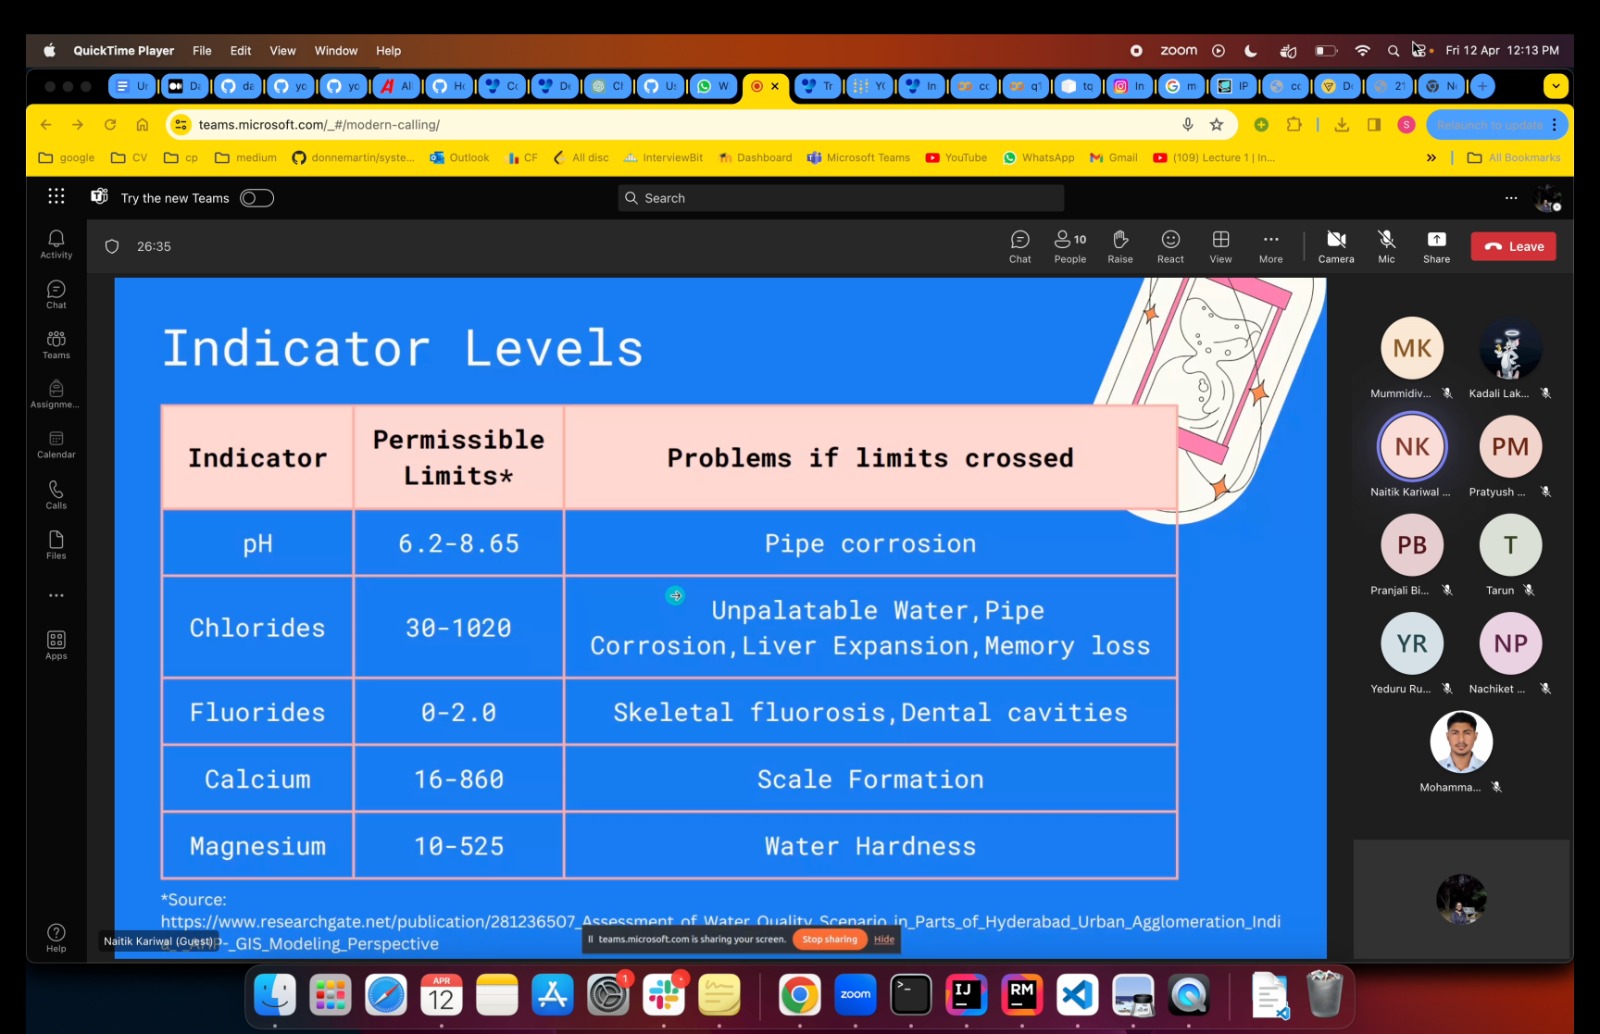 QuickTime Player File Edit View Window Help
zoom
Fri 12 Apr 12:13 PM
teams.microsoft.com/_#/modern-calling/
Relaunch to update
google CV cp medium donnemartin/syste... Outlook CF All disc InterviewBit Dashboard Microsoft Teams YouTube WhatsApp Gmail (109) Lecture 1 | In... » All Bookmarks
Try the new Teams
Search
Activity
Chat
Teams
Assignme...
Calendar
Calls
Files
Apps
Help
26:35
10
Chat People Raise React View More Camera Mic Share
Leave
Indicator Levels
Indicator
Permissible
Limits*
Problems if limits crossed
pH 6.2-8.65 Pipe corrosion
Chlorides 30-1020
Unpalatable Water,Pipe
Corrosion,Liver Expansion,Memory loss
Fluorides 0-2.0 Skeletal fluorosis,Dental cavities
Calcium 16-860 Scale Formation
Magnesium 10-525 Water Hardness
*Source:
https://www.researchgate.net/publication/281236507_Assessment_of_Water_Quality_Scenario_in_Parts_of_Hyderabad_Urban_Agglomeration_Indi
-_GIS_Modeling_Perspective
Naitik Kariwal (Guest)
teams.microsoft.com is sharing your screen. Stop sharing Hide
MK
Mummidiv...
Kadali Lak...
NK PM
Naitik Kariwal ... Pratyush ...
PB T
Pranjali Bi... Tarun
YR NP
Yeduru Ru... Nachiket ...
Mohamma...
APR
12
1
zoom
IJ
RM